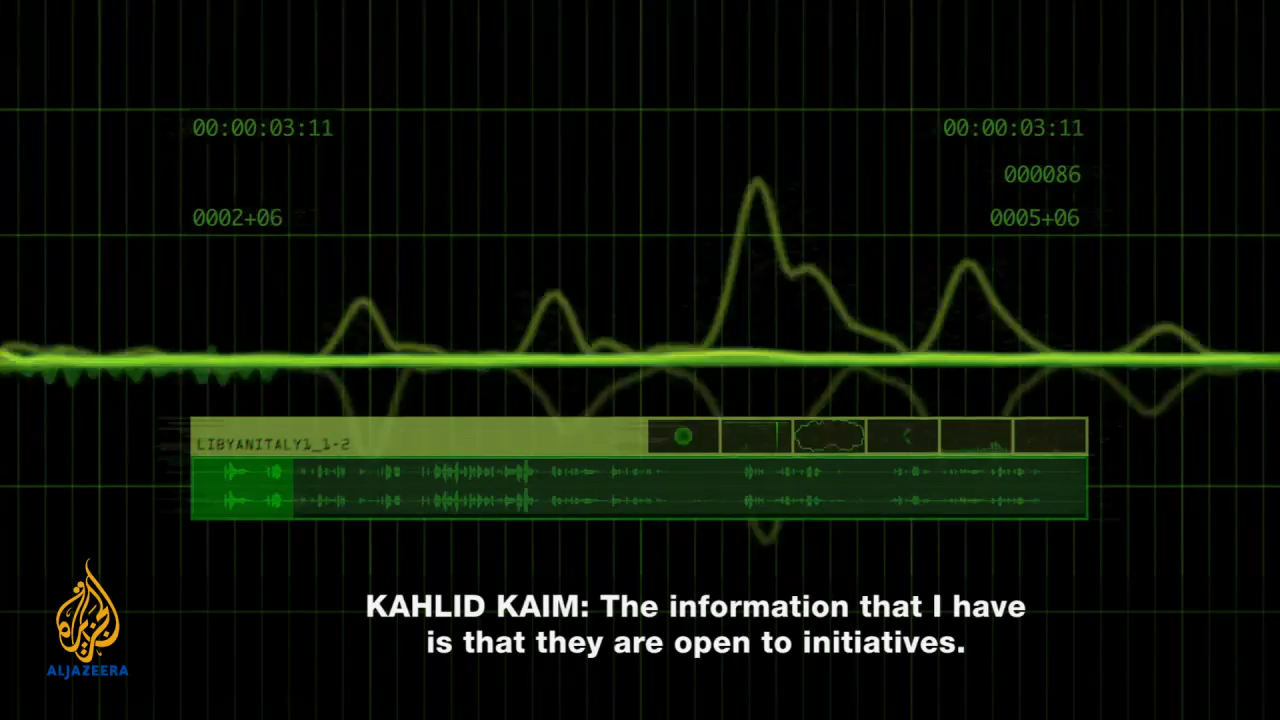 00:00:03:11
00:00:03:11
000086
0002+06
0005+06
LIBYANITALY1_1-2
KAHLID KAIM: The information that I have
is that they are open to initiatives.
الجزيرة
ALJAZEERA